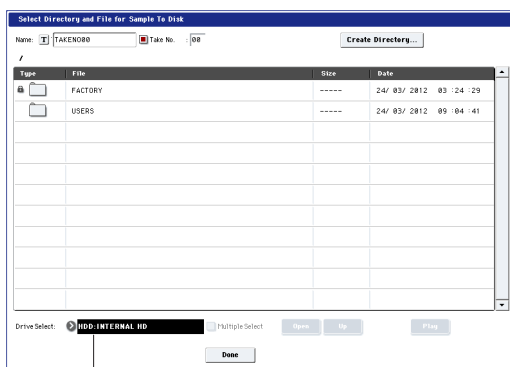 Select Directory and File for Sample To Disk
Name: T TAKENO00 Take No. : 00 Create Directory...
/
Type File Size Date
FACTORY ----- 24/ 03/ 2012 03 :24 :29
USERS ----- 24/ 03/ 2012 09 :04 :41
Drive Select: HDD:INTERNAL HD Multiple Select Open Up Play
Done